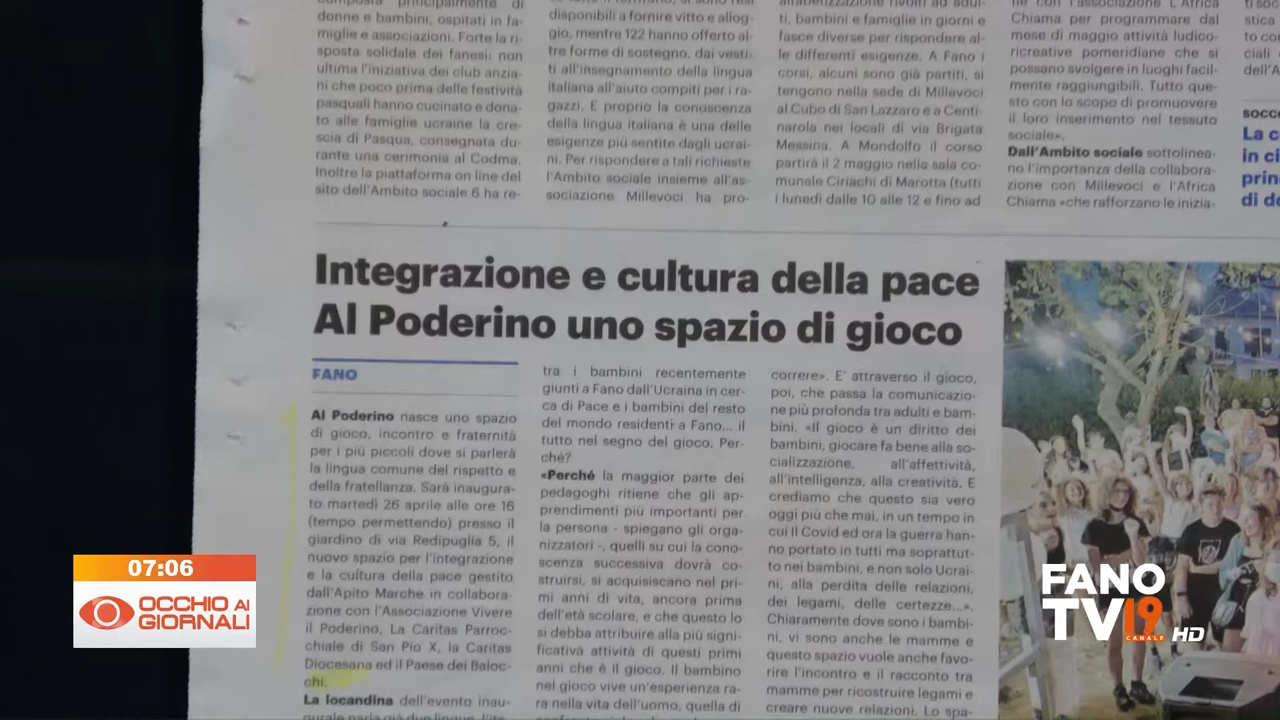 composta principalmente di
donne e bambini, ospitati in fa-
miglie e associazioni. Forte la ri-
sposta solidale dei fanesi: non
ultima l'iniziativa dei club anzia-
ni che poco prima delle festività
pasquali hanno cucinato e dona-
to alle famiglie ucraine la cre-
scia di Pasqua, consegnata du-
rante una cerimonia al Codma.
Inoltre la piattaforma on line del
sito dell'Ambito sociale 6 ha re-
disponibili a fornire vitto e allog-
gio, mentre 122 hanno offerto al-
tre forme di sostegno, dai vesti-
ti all'insegnamento della lingua
italiana all'aiuto compiti per i ra-
gazzi. E proprio la conoscenza
della lingua italiana è una delle
esigenze più sentite dagli ucrai-
ni. Per rispondere a tali richieste
l'Ambito sociale insieme all'as-
sociazione Millevoci ha pro-
alfabetizzazione rivolti ad adul-
ti, bambini e famiglie in giorni e
fasce diverse per rispondere al-
le differenti esigenze. A Fano i
corsi, alcuni sono già partiti, si
tengono nella sede di Millevoci
al Cubo di San Lazzaro e a Centi-
narola nei locali di via Brigata
Messina. A Mondolfo il corso
partirà il 2 maggio nella sala co-
munale Ciriachi di Marotta (tutti
i lunedì dalle 10 alle 12 e fino ad
ne con l'associazione L'Africa
Chiama per programmare dal
mese di maggio attività ludico-
ricreative pomeridiane che si
possano svolgere in luoghi facil-
mente raggiungibili. Tutto que-
sto con lo scopo di promuovere
il loro inserimento nel tessuto
sociale».
Dall'Ambito sociale sottolinea-
no l'importanza della collabora-
zione con Millevoci e l'Africa
Chiama «che rafforzano le inizia-
stica
to co
ciali
dell'A
socc
La c
in ci
prin
di d
Integrazione e cultura della pace
Al Poderino uno spazio di gioco
FANO
Al Poderino nasce uno spazio
di gioco, incontro e fraternità
per i più piccoli dove si parlerà
la lingua comune del rispetto e
della fratellanza. Sarà inaugura-
to martedì 26 aprile alle ore 16
(tempo permettendo) presso il
giardino di via Redipuglia 5, il
nuovo spazio per l'integrazione
e la cultura della pace gestito
dall'Apito Marche in collabora-
zione con l'Associazione Vivere
il Poderino, La Caritas Parroc-
chiale di San Pio X, la Caritas
Diocesana ed il Paese dei Baloc-
chi.
La locandina dell'evento inau-
gurale parla già due lingue, l'ita-
tra i bambini recentemente
giunti a Fano dall'Ucraina in cer-
ca di Pace e i bambini del resto
del mondo residenti a Fano... il
tutto nel segno del gioco. Per-
ché?
«Perché la maggior parte dei
pedagoghi ritiene che gli ap-
prendimenti più importanti per
la persona - spiegano gli orga-
nizzatori -, quelli su cui la cono-
scenza successiva dovrà co-
struirsi, si acquisiscano nel pri-
mi anni di vita, ancora prima
dell'età scolare, e che questo lo
si debba attribuire alla più signi-
ficativa attività di questi primi
anni che è il gioco. Il bambino
nel gioco vive un'esperienza ra-
ra nella vita dell'uomo, quella di
correre». E' attraverso il gioco,
poi, che passa la comunicazio-
ne più profonda tra adulti e bam-
bini. «Il gioco è un diritto dei
bambini, giocare fa bene alla so-
cializzazione, all'affettività,
all'intelligenza, alla creatività. E
crediamo che questo sia vero
oggi più che mai, in un tempo in
cui il Covid ed ora la guerra han-
no portato in tutti ma soprattut-
to nei bambini, e non solo Ucrai-
ni, alla perdita delle relazioni,
dei legami, delle certezze...».
Chiaramente dove sono i bambi-
ni, vi sono anche le mamme e
questo spazio vuole anche favo-
rire l'incontro e il racconto tra
mamme per ricostruire legami e
creare nuove relazioni. Lo spa-
07:06
OCCHIO AI
GIORNALI
FANO
TV19
CANALE HD